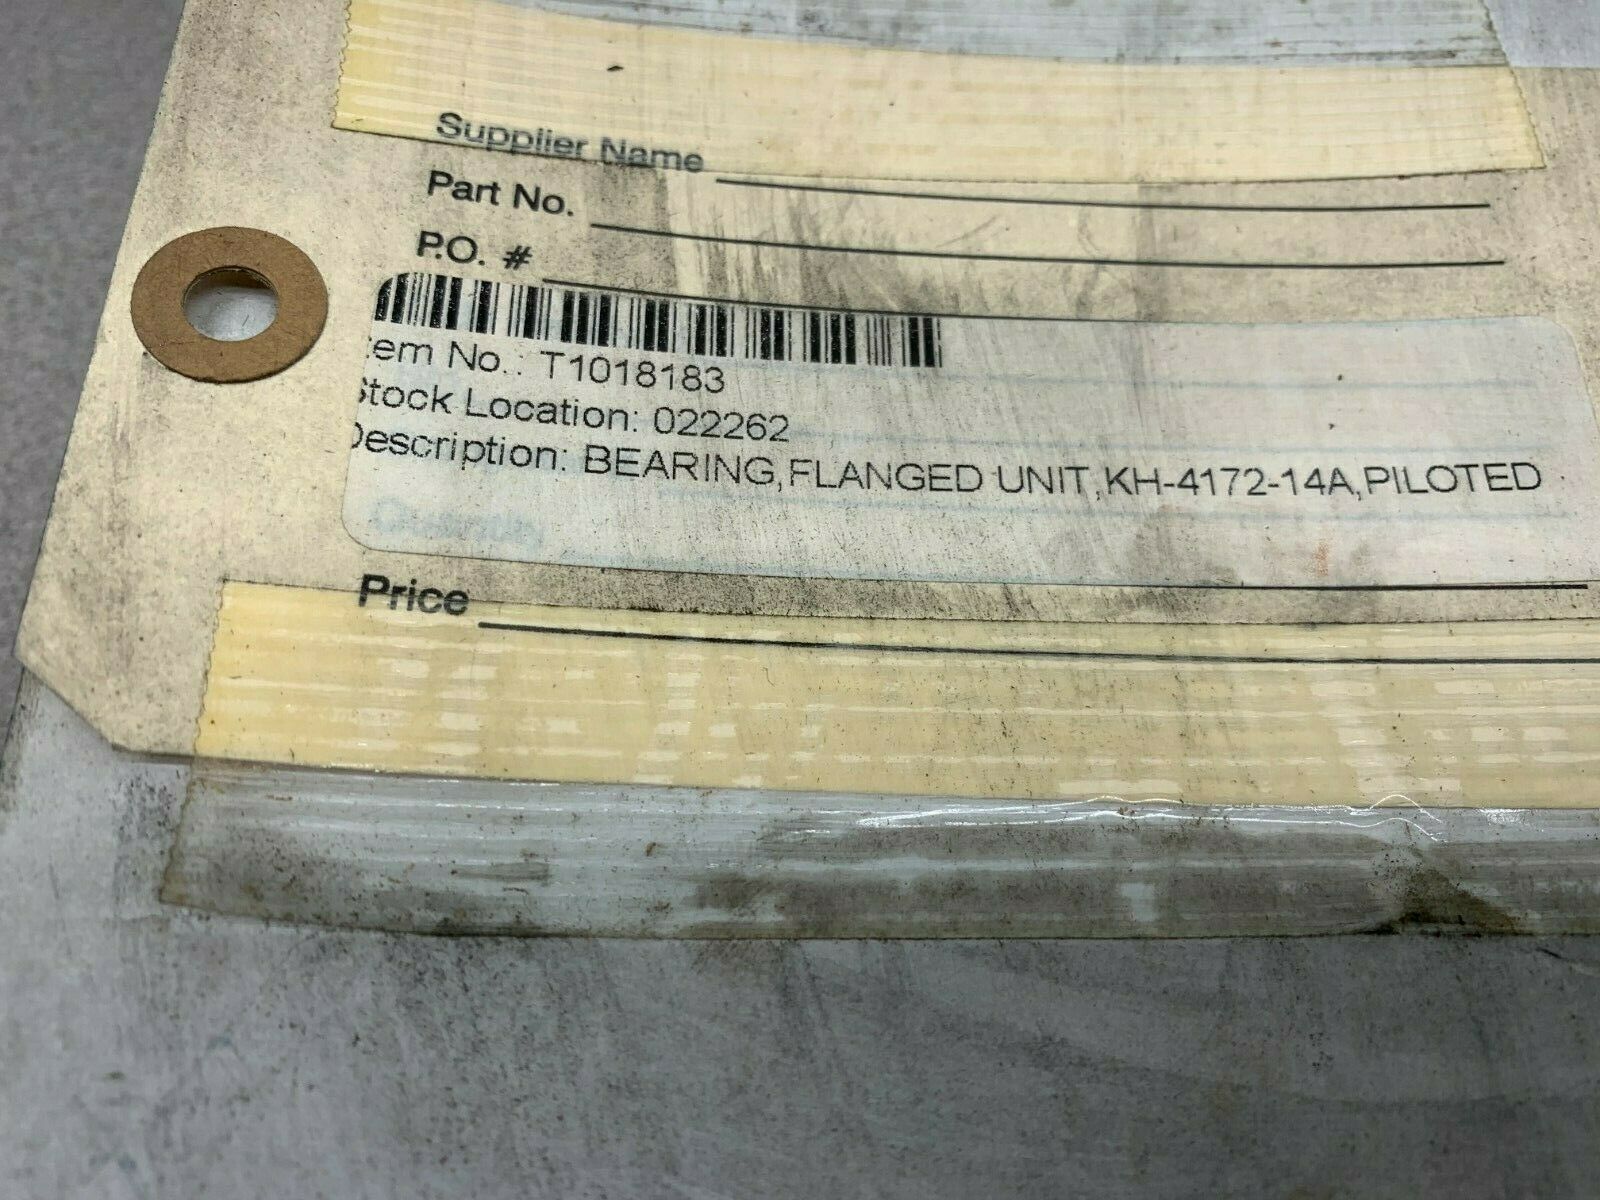 Supplier Name
Part No.
P.O. #
tem No.: T1018183
Stock Location: 022262
Description: BEARING,FLANGED UNIT,KH-4172-14A,PILOTED
Quantity
Price